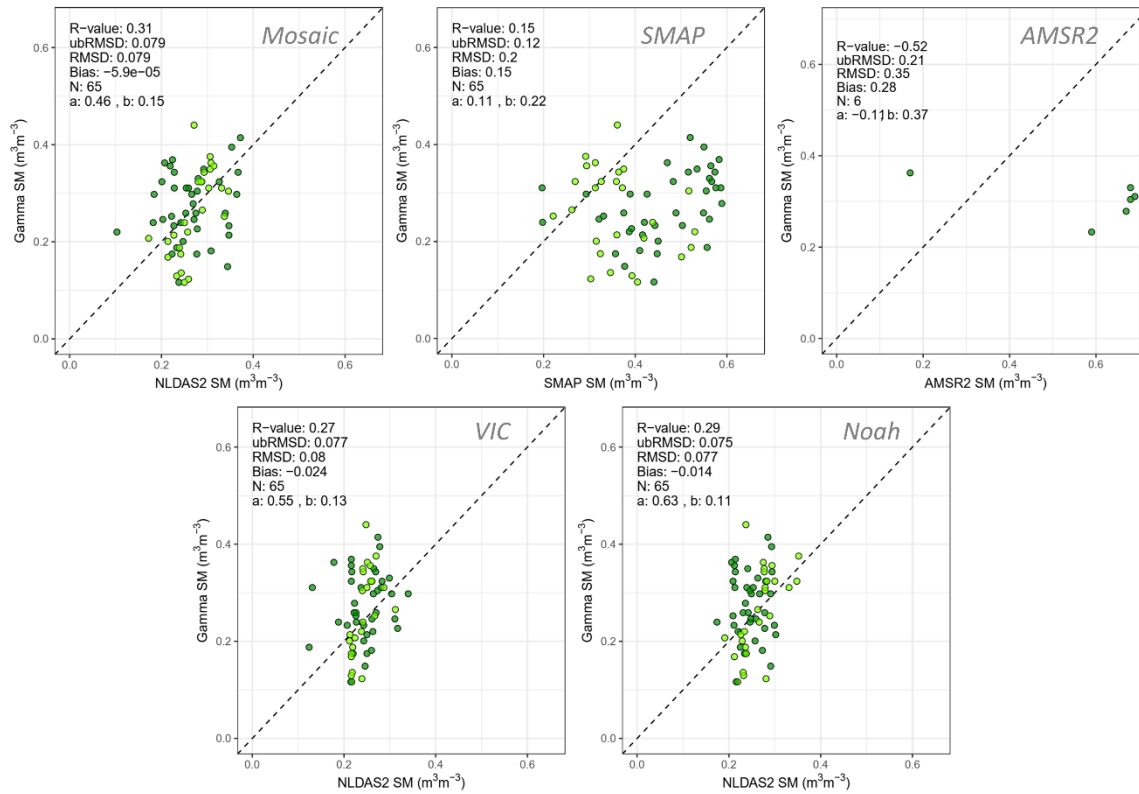 Mosaic
R-value: 0.31
ubRMSD: 0.079
RMSD: 0.079
Bias: −5.9e−05
N: 65
a: 0.46 , b: 0.15
0.6
0.4
0.2
0.0
Gamma SM (m³m⁻³)
0.0 0.2 0.4 0.6
NLDAS2 SM (m³m⁻³)
SMAP
R-value: 0.15
ubRMSD: 0.12
RMSD: 0.2
Bias: 0.15
N: 65
a: 0.11 , b: 0.22
0.6
0.4
0.2
0.0
Gamma SM (m³m⁻³)
0.0 0.2 0.4 0.6
SMAP SM (m³m⁻³)
AMSR2
R-value: −0.52
ubRMSD: 0.21
RMSD: 0.35
Bias: 0.28
N: 6
a: −0.11 b: 0.37
0.6
0.4
0.2
0.0
Gamma SM (m³m⁻³)
0.0 0.2 0.4 0.6
AMSR2 SM (m³m⁻³)
VIC
R-value: 0.27
ubRMSD: 0.077
RMSD: 0.08
Bias: −0.024
N: 65
a: 0.55 , b: 0.13
0.6
0.4
0.2
0.0
Gamma SM (m³m⁻³)
0.0 0.2 0.4 0.6
NLDAS2 SM (m³m⁻³)
Noah
R-value: 0.29
ubRMSD: 0.075
RMSD: 0.077
Bias: −0.014
N: 65
a: 0.63 , b: 0.11
0.6
0.4
0.2
0.0
Gamma SM (m³m⁻³)
0.0 0.2 0.4 0.6
NLDAS2 SM (m³m⁻³)